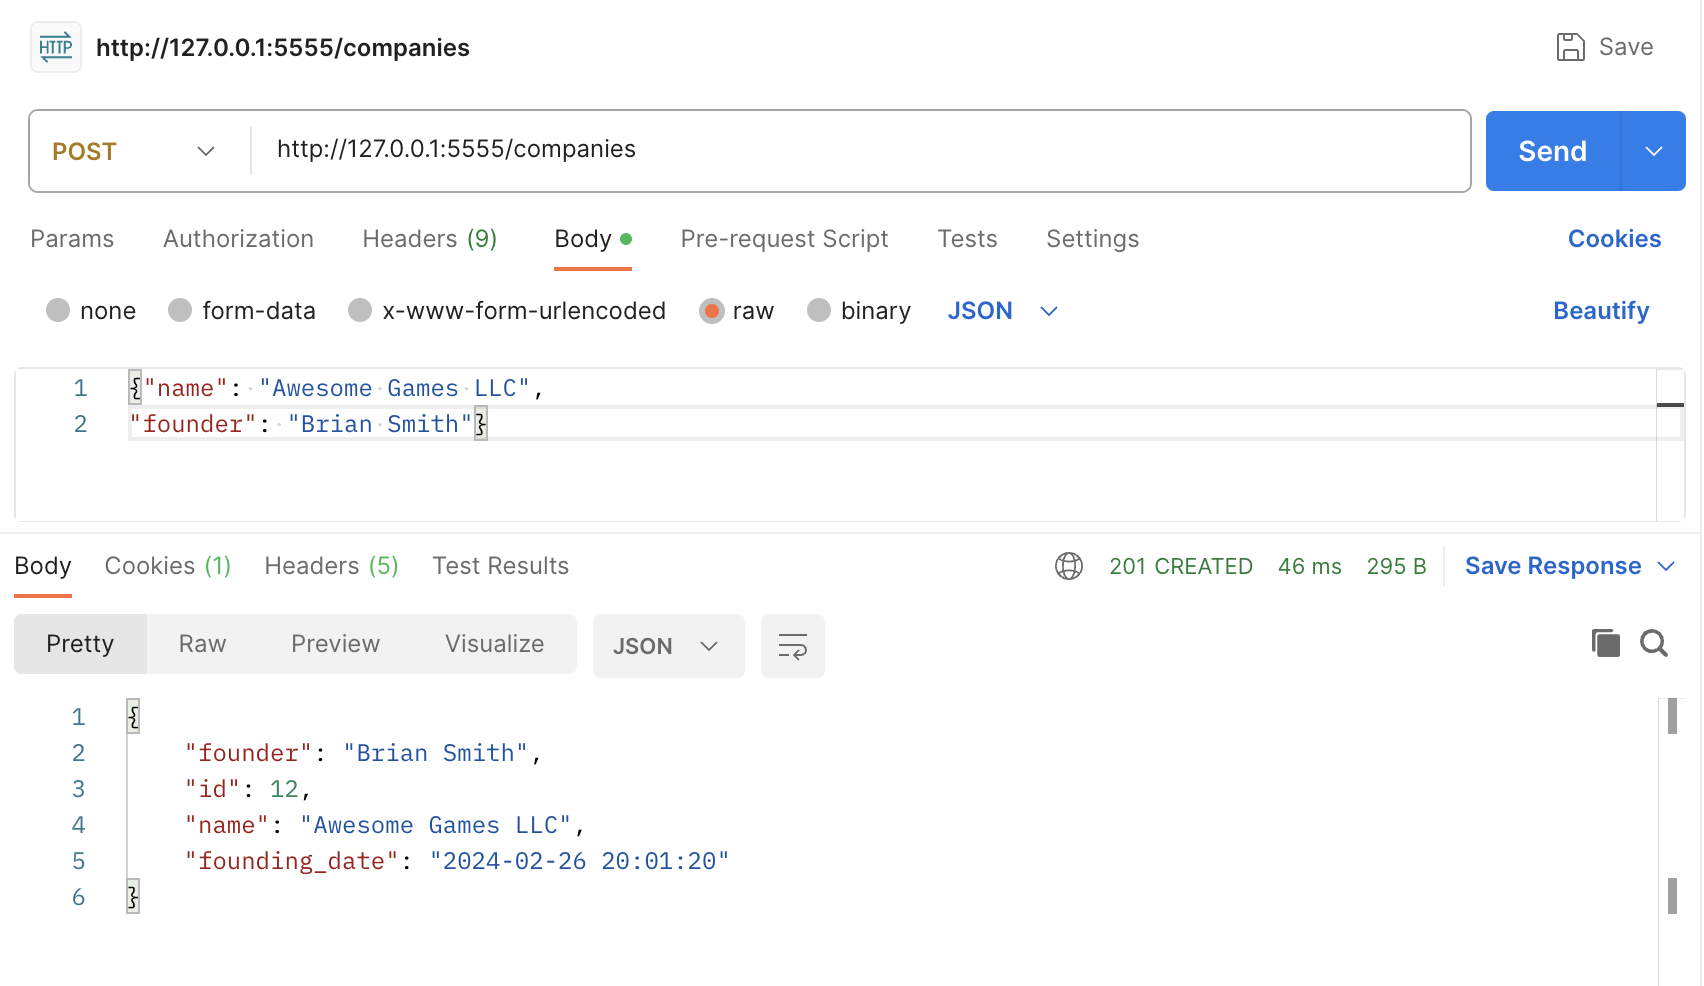 HTTP http://127.0.0.1:5555/companies Save
POST http://127.0.0.1:5555/companies Send
Params Authorization Headers (9) Body Pre-request Script Tests Settings Cookies
none form-data x-www-form-urlencoded raw binary JSON Beautify
1 {"name": "Awesome Games LLC",
2 "founder": "Brian Smith"}
Body Cookies (1) Headers (5) Test Results 201 CREATED 46 ms 295 B Save Response
Pretty Raw Preview Visualize JSON
1 {
2 "founder": "Brian Smith",
3 "id": 12,
4 "name": "Awesome Games LLC",
5 "founding_date": "2024-02-26 20:01:20"
6 }